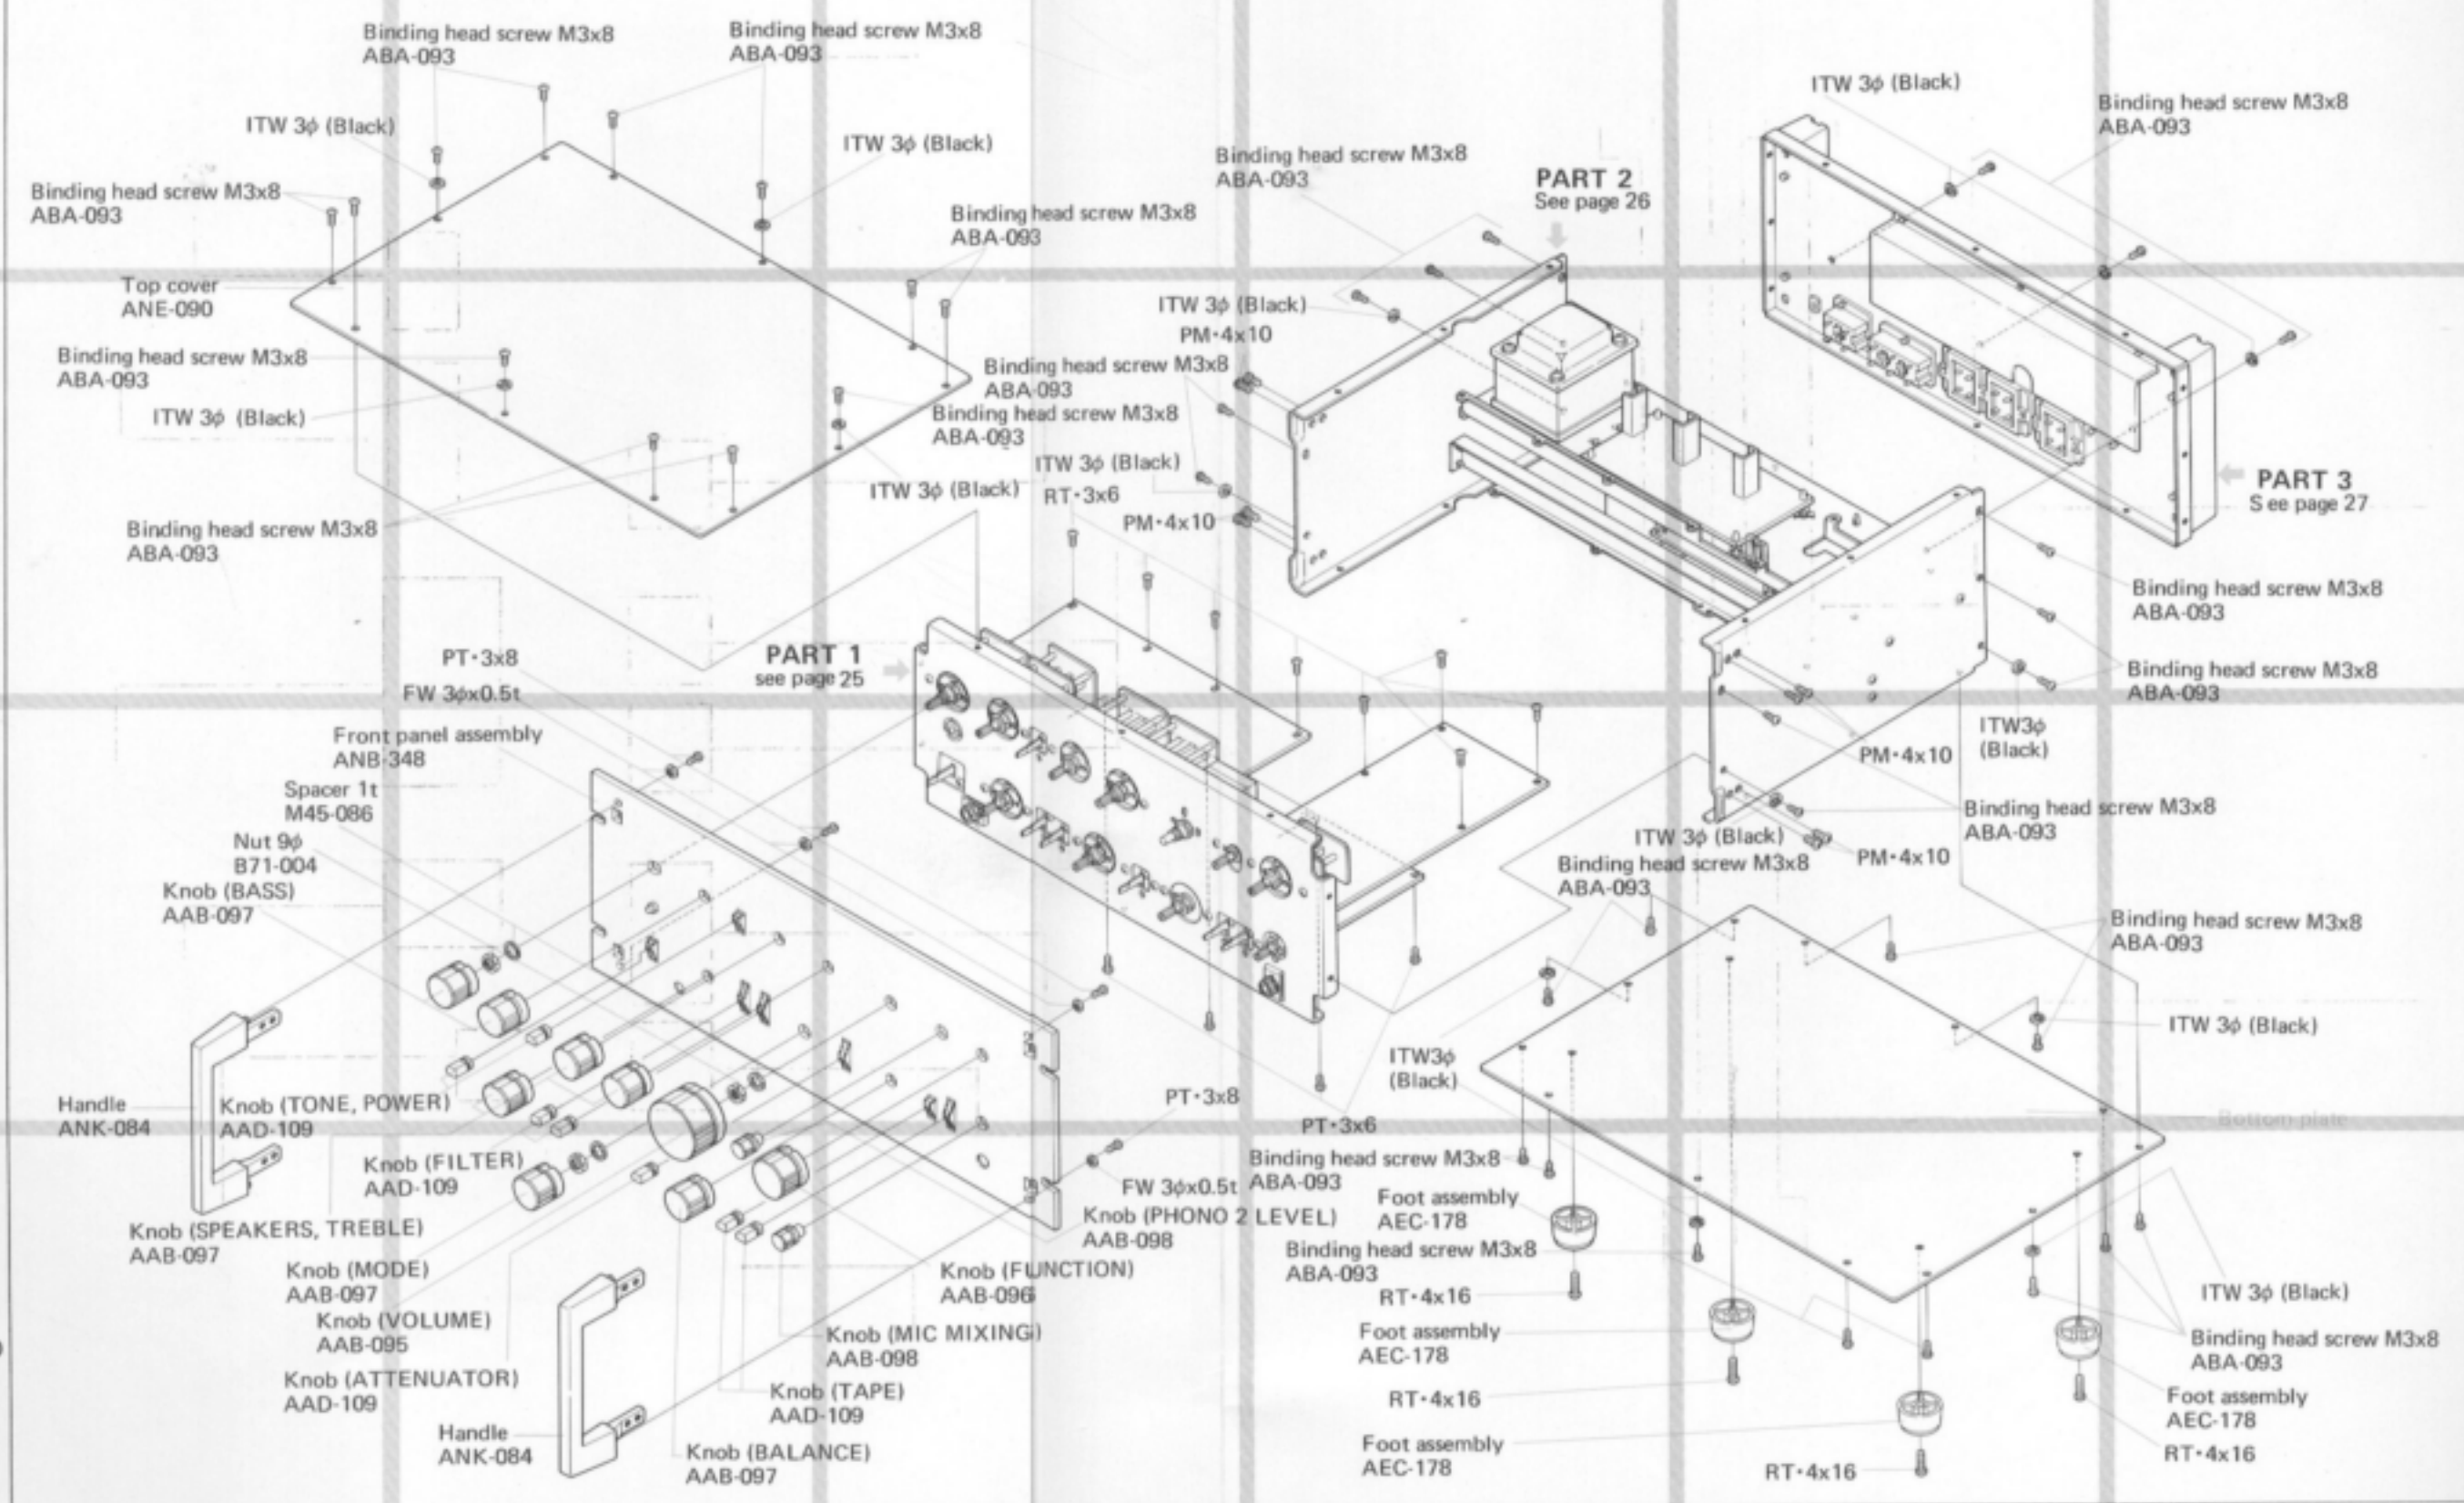 Binding head screw M3x8
ABA-093
Binding head screw M3x8
ABA-093
ITW 3φ (Black)
ITW 3φ (Black)
Binding head screw M3x8
ABA-093
Binding head screw M3x8
ABA-093
Top cover
ANE-090
Binding head screw M3x8
ABA-093
ITW 3φ (Black)
Binding head screw M3x8
ABA-093
ITW 3φ (Black)
Binding head screw M3x8
ABA-093
Binding head screw M3x8
ABA-093
PART 2
See page 26
ITW 3φ (Black)
Binding head screw M3x8
ABA-093
ITW 3φ (Black)
PM·4x10
Binding head screw M3x8
ABA-093
ITW 3φ (Black)
RT·3x6
PM·4x10
PART 3
See page 27
Binding head screw M3x8
ABA-093
Binding head screw M3x8
ABA-093
ITW3φ
(Black)
PM·4x10
Binding head screw M3x8
ABA-093
PM·4x10
PART 1
see page 25
PT·3x8
FW 3φx0.5t
Front panel assembly
ANB-348
Spacer 1t
M45-086
Nut 9φ
B71-004
Knob (BASS)
AAB-097
Handle
ANK-084
Knob (TONE, POWER)
AAD-109
Knob (FILTER)
AAD-109
Knob (SPEAKERS, TREBLE)
AAB-097
Knob (MODE)
AAB-097
Knob (VOLUME)
AAB-095
Knob (ATTENUATOR)
AAD-109
Handle
ANK-084
Knob (BALANCE)
AAB-097
Knob (TAPE)
AAD-109
Knob (MIC MIXING)
AAB-098
Knob (FUNCTION)
AAB-096
Knob (PHONO 2 LEVEL)
AAB-098
PT·3x8
FW 3φx0.5t
PT·3x6
ITW 3φ (Black)
Binding head screw M3x8
ABA-093
Binding head screw M3x8
ABA-093
ITW 3φ (Black)
ITW3φ
(Black)
Bottom plate
Binding head screw M3x8
ABA-093
Foot assembly
AEC-178
Binding head screw M3x8
ABA-093
RT·4x16
Foot assembly
AEC-178
RT·4x16
Foot assembly
AEC-178
RT·4x16
ITW 3φ (Black)
Binding head screw M3x8
ABA-093
Foot assembly
AEC-178
RT·4x16